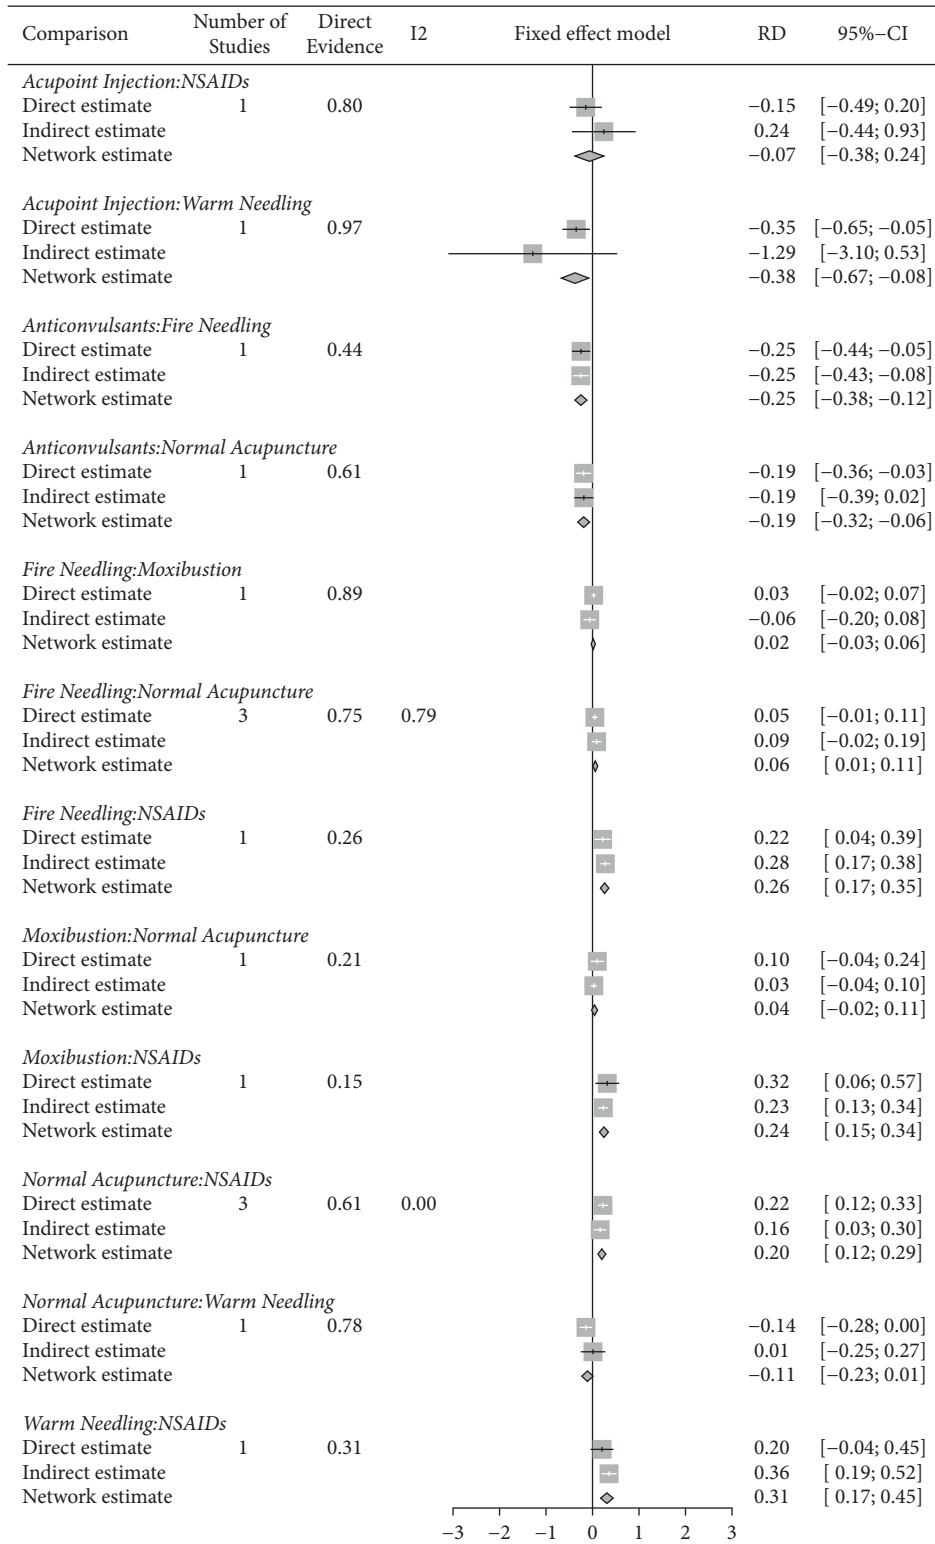 Comparison Number of Studies Direct Evidence I2 Fixed effect model RD 95%−CI
Acupoint Injection:NSAIDs
Direct estimate 1 0.80 −0.15 [−0.49; 0.20]
Indirect estimate 0.24 [−0.44; 0.93]
Network estimate −0.07 [−0.38; 0.24]
Acupoint Injection:Warm Needling
Direct estimate 1 0.97 −0.35 [−0.65; −0.05]
Indirect estimate −1.29 [−3.10; 0.53]
Network estimate −0.38 [−0.67; −0.08]
Anticonvulsants:Fire Needling
Direct estimate 1 0.44 −0.25 [−0.44; −0.05]
Indirect estimate −0.25 [−0.43; −0.08]
Network estimate −0.25 [−0.38; −0.12]
Anticonvulsants:Normal Acupuncture
Direct estimate 1 0.61 −0.19 [−0.36; −0.03]
Indirect estimate −0.19 [−0.39; 0.02]
Network estimate −0.19 [−0.32; −0.06]
Fire Needling:Moxibustion
Direct estimate 1 0.89 0.03 [−0.02; 0.07]
Indirect estimate −0.06 [−0.20; 0.08]
Network estimate 0.02 [−0.03; 0.06]
Fire Needling:Normal Acupuncture
Direct estimate 3 0.75 0.79 0.05 [−0.01; 0.11]
Indirect estimate 0.09 [−0.02; 0.19]
Network estimate 0.06 [ 0.01; 0.11]
Fire Needling:NSAIDs
Direct estimate 1 0.26 0.22 [ 0.04; 0.39]
Indirect estimate 0.28 [ 0.17; 0.38]
Network estimate 0.26 [ 0.17; 0.35]
Moxibustion:Normal Acupuncture
Direct estimate 1 0.21 0.10 [−0.04; 0.24]
Indirect estimate 0.03 [−0.04; 0.10]
Network estimate 0.04 [−0.02; 0.11]
Moxibustion:NSAIDs
Direct estimate 1 0.15 0.32 [ 0.06; 0.57]
Indirect estimate 0.23 [ 0.13; 0.34]
Network estimate 0.24 [ 0.15; 0.34]
Normal Acupuncture:NSAIDs
Direct estimate 3 0.61 0.00 0.22 [ 0.12; 0.33]
Indirect estimate 0.16 [ 0.03; 0.30]
Network estimate 0.20 [ 0.12; 0.29]
Normal Acupuncture:Warm Needling
Direct estimate 1 0.78 −0.14 [−0.28; 0.00]
Indirect estimate 0.01 [−0.25; 0.27]
Network estimate −0.11 [−0.23; 0.01]
Warm Needling:NSAIDs
Direct estimate 1 0.31 0.20 [−0.04; 0.45]
Indirect estimate 0.36 [ 0.19; 0.52]
Network estimate 0.31 [ 0.17; 0.45]
−3 −2 −1 0 1 2 3